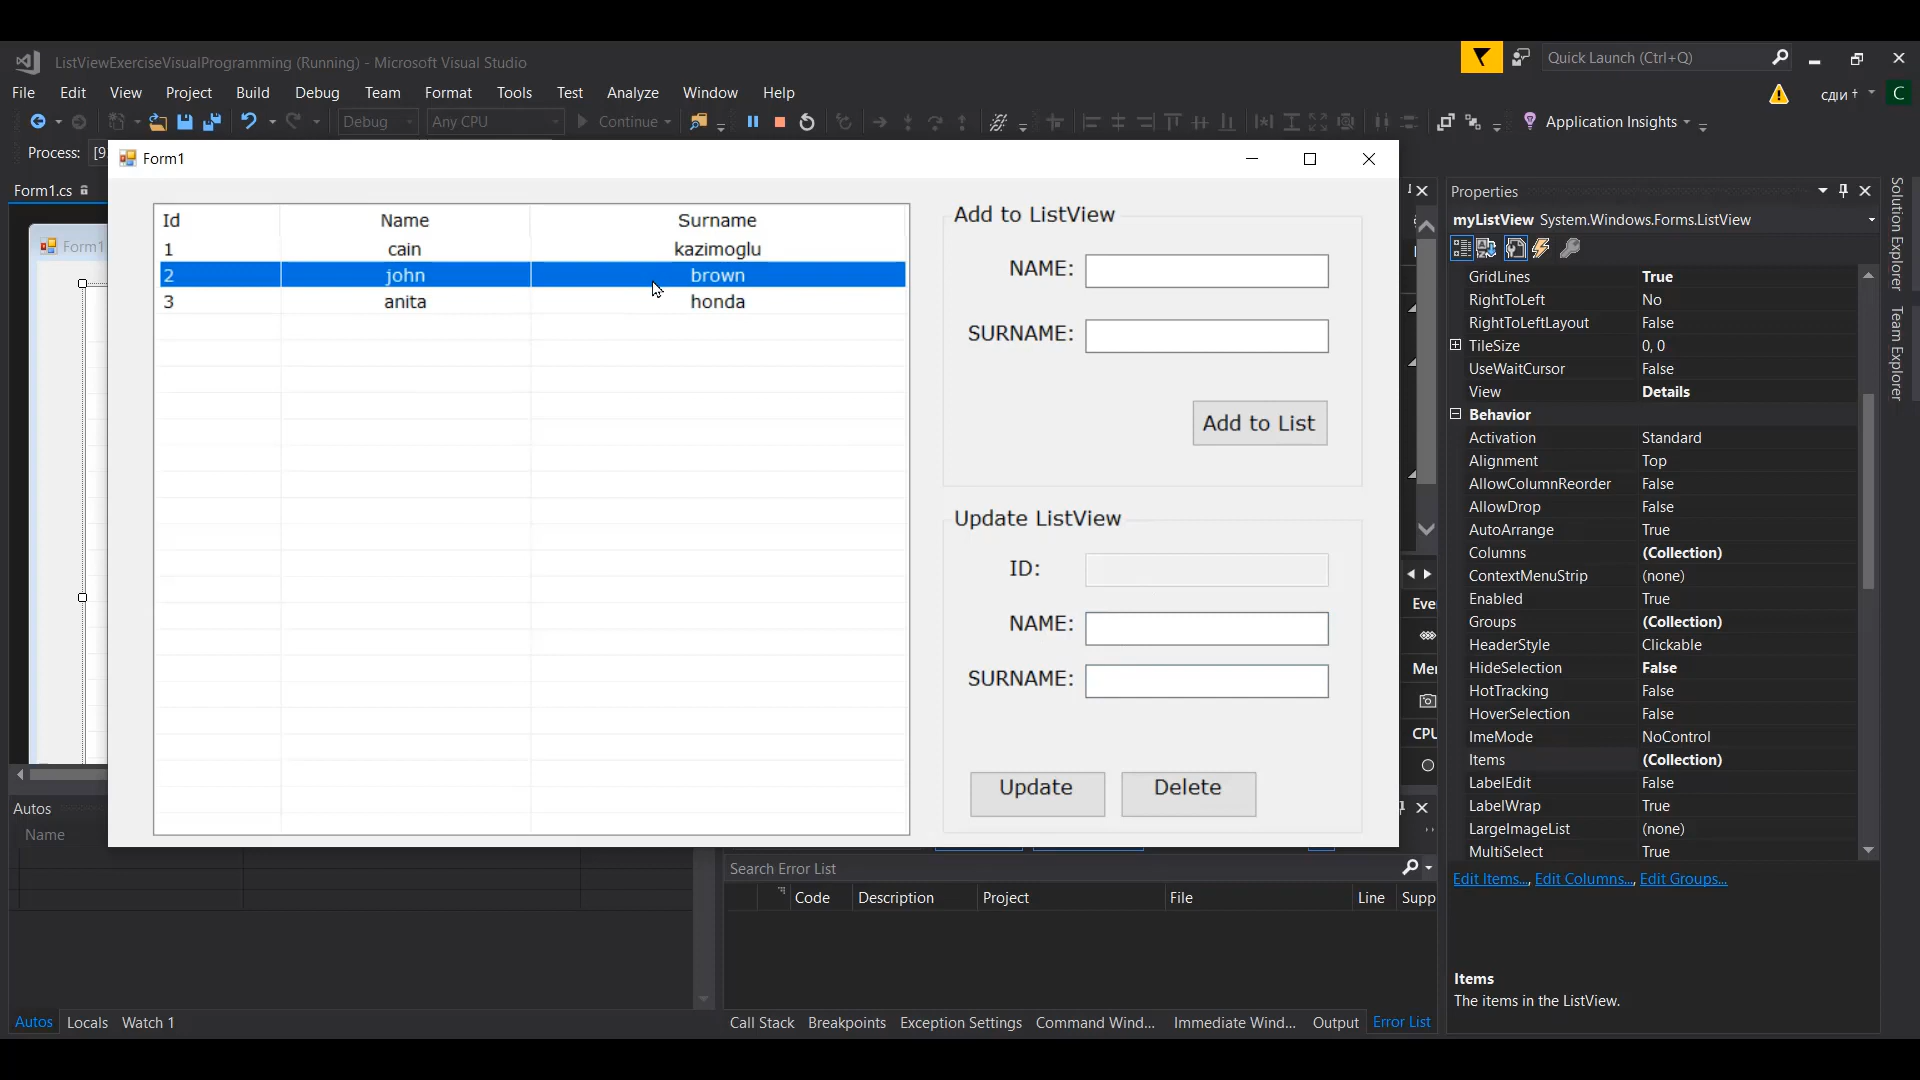 ListViewExerciseVisualProgramming (Running) - Microsoft Visual Studio
Quick Launch (Ctrl+Q)
File Edit View Project Build Debug Team Format Tools Test Analyze Window Help
сдiи †
C
Debug Any CPU Continue Application Insights
Process: [9
Form1
Form1.cs
Form1
Id Name Surname
1 cain kazimoglu
2 john brown
3 anita honda
Add to ListView
NAME:
SURNAME:
Add to List
Update ListView
ID:
NAME:
SURNAME:
Update Delete
Eve
Mer
CPU
Properties
myListView System.Windows.Forms.ListView
GridLines True
RightToLeft No
RightToLeftLayout False
TileSize 0, 0
UseWaitCursor False
View Details
Behavior
Activation Standard
Alignment Top
AllowColumnReorder False
AllowDrop False
AutoArrange True
Columns (Collection)
ContextMenuStrip (none)
Enabled True
Groups (Collection)
HeaderStyle Clickable
HideSelection False
HotTracking False
HoverSelection False
ImeMode NoControl
Items (Collection)
LabelEdit False
LabelWrap True
LargeImageList (none)
MultiSelect True
Edit Items..., Edit Columns..., Edit Groups...
Items
The items in the ListView.
Solution Explorer
Team Explorer
Autos
Name
Autos Locals Watch 1
Search Error List
Code Description Project File Line Supp
Call Stack Breakpoints Exception Settings Command Wind... Immediate Wind... Output Error List